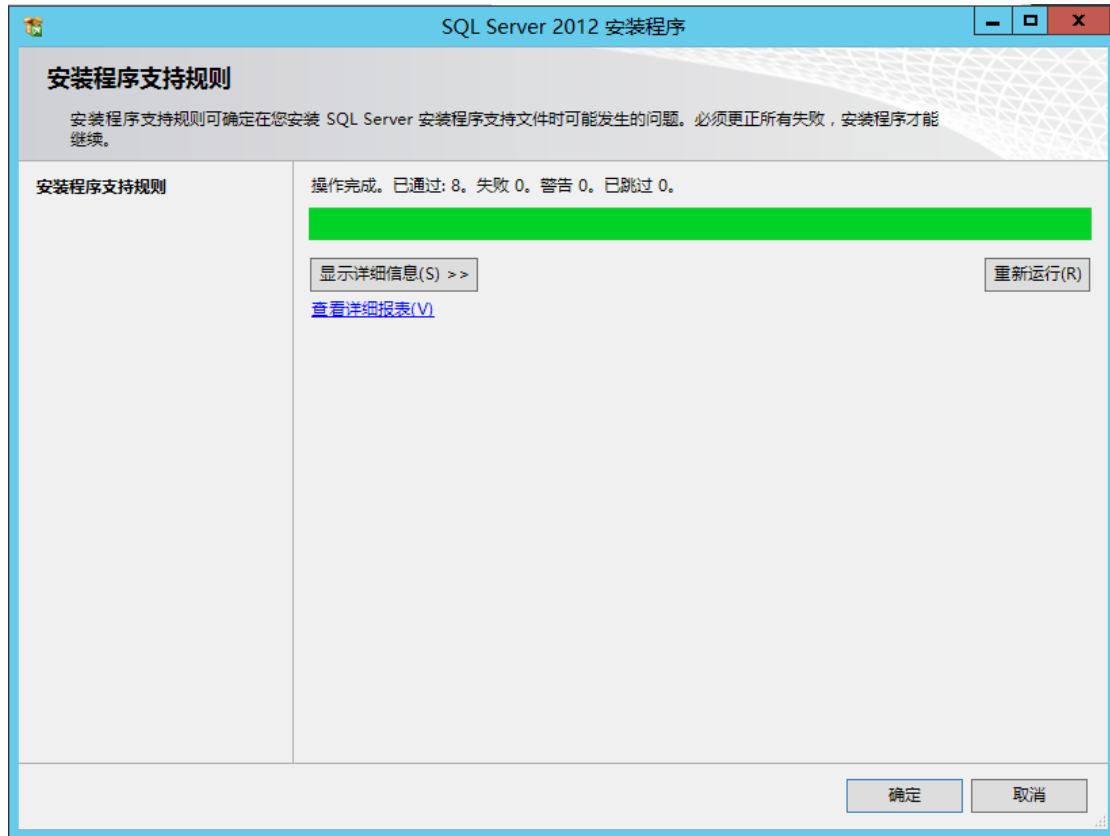 SQL Server 2012 安装程序
安装程序支持规则
安装程序支持规则可确定在您安装 SQL Server 安装程序支持文件时可能发生的问题。必须更正所有失败，安装程序才能
继续。
安装程序支持规则
操作完成。已通过: 8。失败 0。警告 0。已跳过 0。
显示详细信息(S) >>
重新运行(R)
查看详细报表(V)
确定
取消